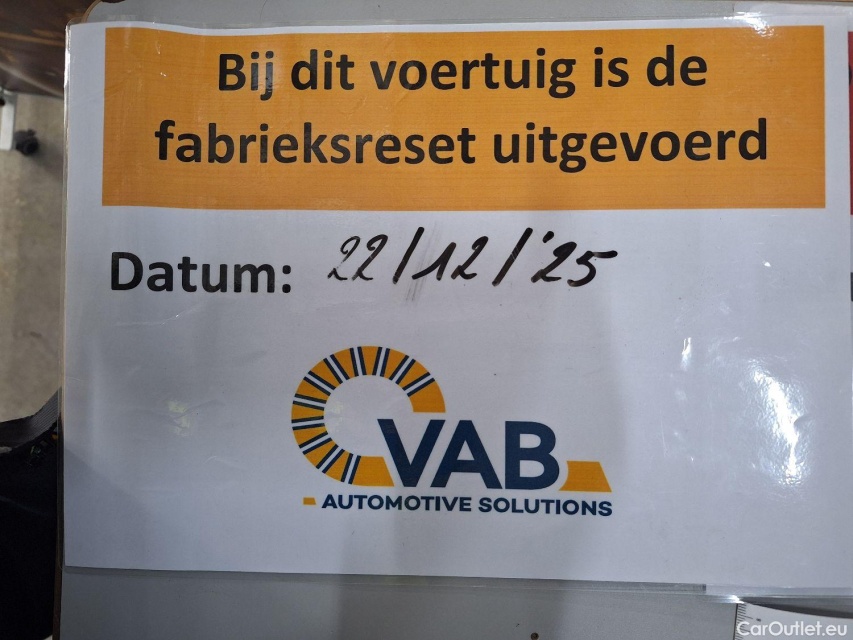 Bij dit voertuig is de
fabrieksreset uitgevoerd
Datum: 22/12/'25
VAB
AUTOMOTIVE SOLUTIONS
CarOutlet.eu